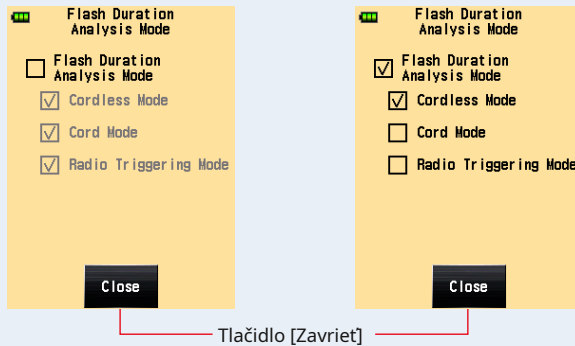 Flash Duration
Analysis Mode
Flash Duration
Analysis Mode
Cordless Mode
Cord Mode
Radio Triggering Mode
Close
Flash Duration
Analysis Mode
Flash Duration
Analysis Mode
Cordless Mode
Cord Mode
Radio Triggering Mode
Close
Tlačidlo [Zavrieť]